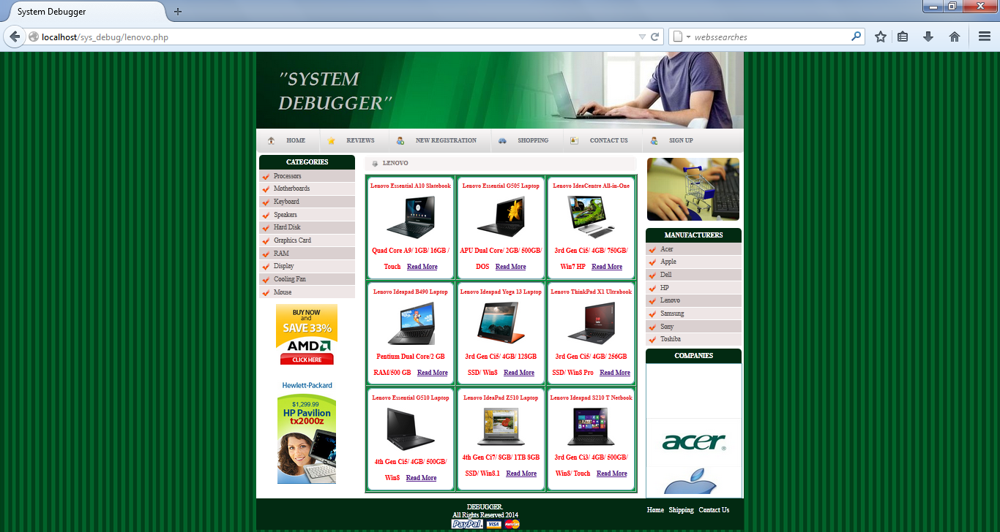 System Debugger
localhost/sys_debug/lenovo.php
webssearches
"SYSTEM
DEBUGGER"
HOME
REVIEWS
NEW REGISTRATION
SHOPPING
CONTACT US
SIGN UP
CATEGORIES
Processors
Motherboards
Keyboard
Speakers
Hard Disk
Graphics Card
RAM
Display
Cooling Fan
Mouse
BUY NOW
and
SAVE 33%
AMD
CLICK HERE
Hewlett-Packard
$1,299.99
HP Pavilion
tx2000z
LENOVO
Lenovo Essential A10 Slatebook
Quad Core A9/ 1GB/ 16GB /
Touch Read More
Lenovo Essential G505 Laptop
APU Dual Core/ 2GB/ 500GB/
DOS Read More
Lenovo IdeaCentre All-in-One
3rd Gen Ci5/ 4GB/ 750GB/
Win7 HP Read More
Lenovo Ideapad B490 Laptop
Pentium Dual Core/2 GB
RAM/500 GB Read More
Lenovo Ideapad Yoga 13 Laptop
3rd Gen Ci5/ 4GB/ 128GB
SSD/ Win8 Read More
Lenovo ThinkPad X1 Ultrabook
3rd Gen Ci5/ 4GB/ 256GB
SSD/ Win8 Pro Read More
Lenovo Essential G510 Laptop
4th Gen Ci5/ 4GB/ 500GB/
Win8 Read More
Lenovo IdeaPad Z510 Laptop
4th Gen Ci7/ 8GB/ 1TB 8GB
SSD/ Win8.1 Read More
Lenovo Ideapad S210 T Netbook
3rd Gen Ci3/ 4GB/ 500GB/
Win8/ Touch Read More
MANUFACTURERS
Acer
Apple
Dell
HP
Lenovo
Samsung
Sony
Toshiba
COMPANIES
acer
DEBUGGER.
All Rights Reserved 2014
PayPal
VISA
MasterCard
Home Shipping Contact Us